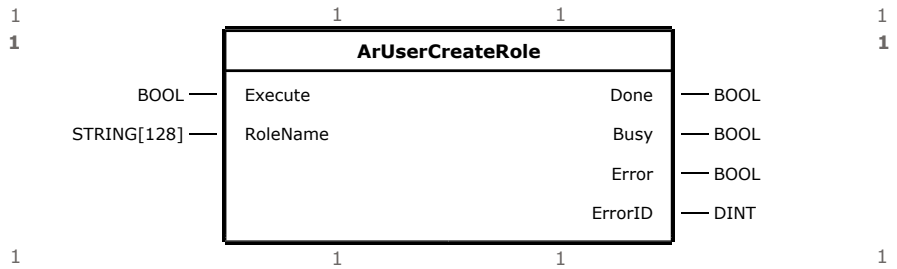 1 1 1 1
1 1
ArUserCreateRole
BOOL Execute Done BOOL
STRING[128] RoleName Busy BOOL
Error BOOL
ErrorID DINT
1 1 1 1